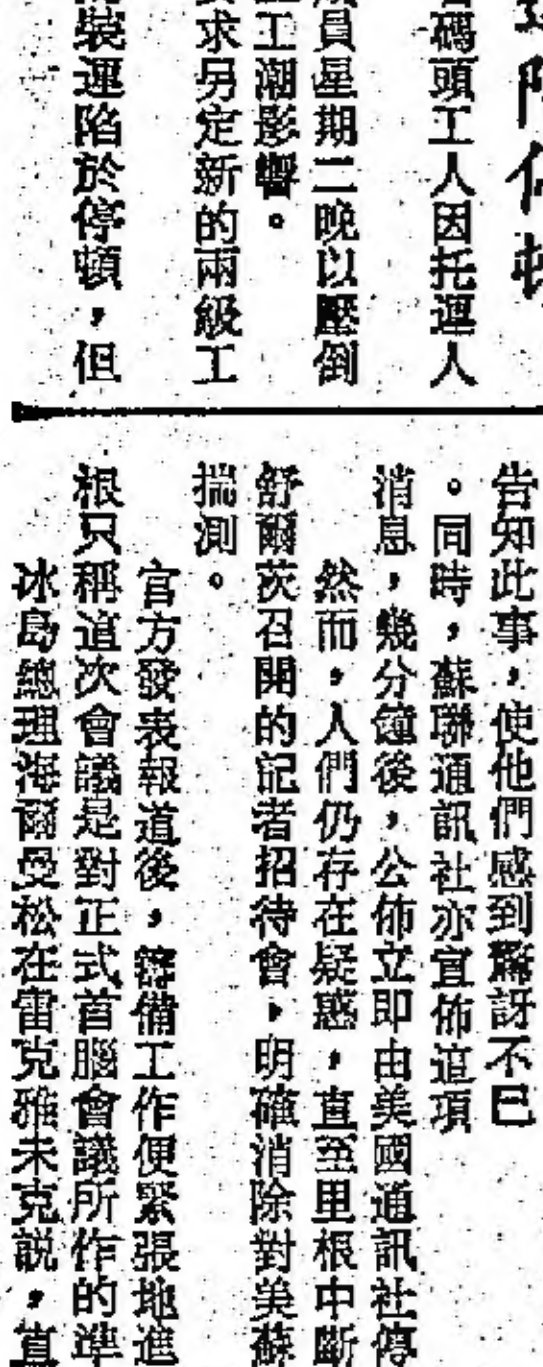 碼頭工人因托運人
員星期二晚以壓倒
工潮影響。
求另定新的兩級工
裝運陷於停頓，但
告知此事，使他們感到驚訝不已
。同時，蘇聯通訊社亦宣佈這項
消息，幾分鐘後，公佈立即由美國通訊社傳
然而，人們仍存在疑惑，直至里根中斷
舒爾茨召開的記者招待會，明確消除對美蘇
揣測。
官方發表報道後，籌備工作便緊張地進
根只稱這次會議是對正式首腦會議所作的準
冰島總理海爾曼松在雷克雅未克說，